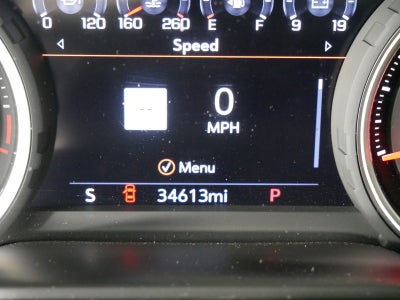 0 120 160 260 E F 9 19
Speed
-- 0
MPH
Menu
S 34613mi P